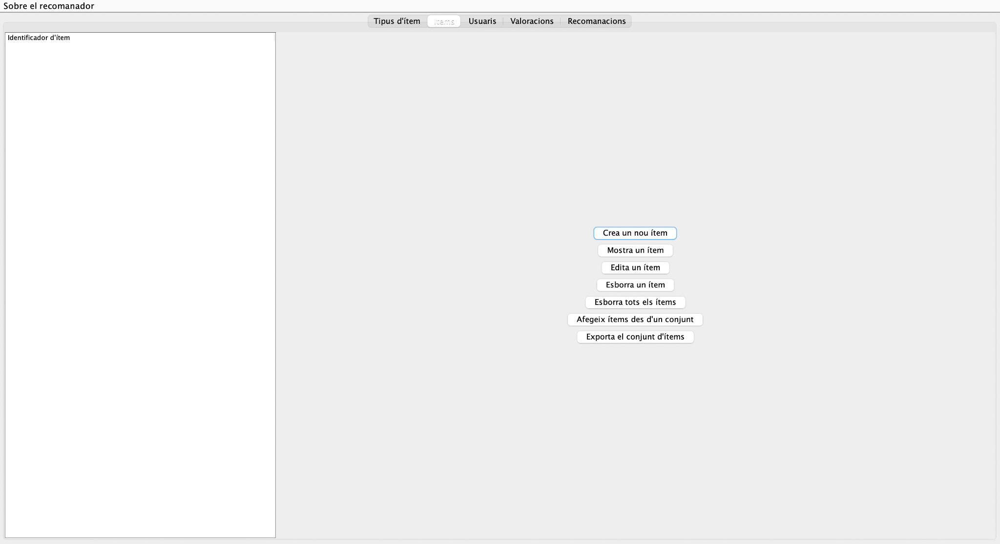 Sobre el recomanador
Tipus d'ítem Ítems Usuaris Valoracions Recomanacions
Identificador d'ítem
Crea un nou ítem
Mostra un ítem
Edita un ítem
Esborra un ítem
Esborra tots els ítems
Afegeix ítems des d'un conjunt
Exporta el conjunt d'ítems